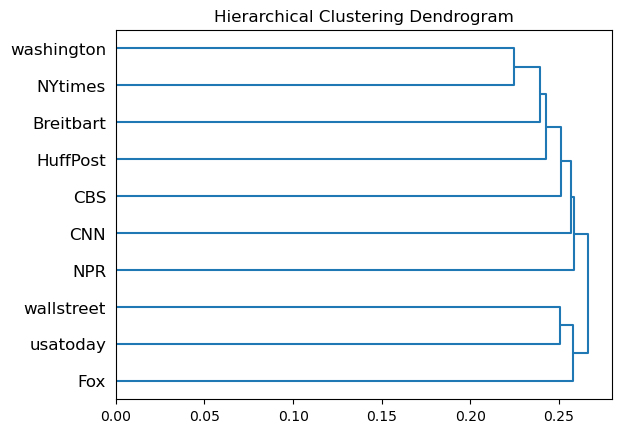 Hierarchical Clustering Dendrogram
washington
NYtimes
Breitbart
HuffPost
CBS
CNN
NPR
wallstreet
usatoday
Fox
0.00 0.05 0.10 0.15 0.20 0.25